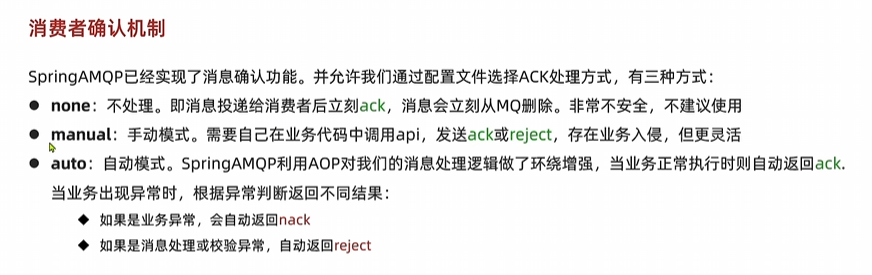 消费者确认机制
SpringAMQP已经实现了消息确认功能。并允许我们通过配置文件选择ACK处理方式，有三种方式：
● none：不处理。即消息投递给消费者后立刻ack，消息会立刻从MQ删除。非常不安全，不建议使用
● manual：手动模式。需要自己在业务代码中调用api，发送ack或reject，存在业务入侵，但更灵活
● auto：自动模式。SpringAMQP利用AOP对我们的消息处理逻辑做了环绕增强，当业务正常执行时则自动返回ack.
当业务出现异常时，根据异常判断返回不同结果：
◆ 如果是业务异常，会自动返回nack
◆ 如果是消息处理或校验异常，自动返回reject